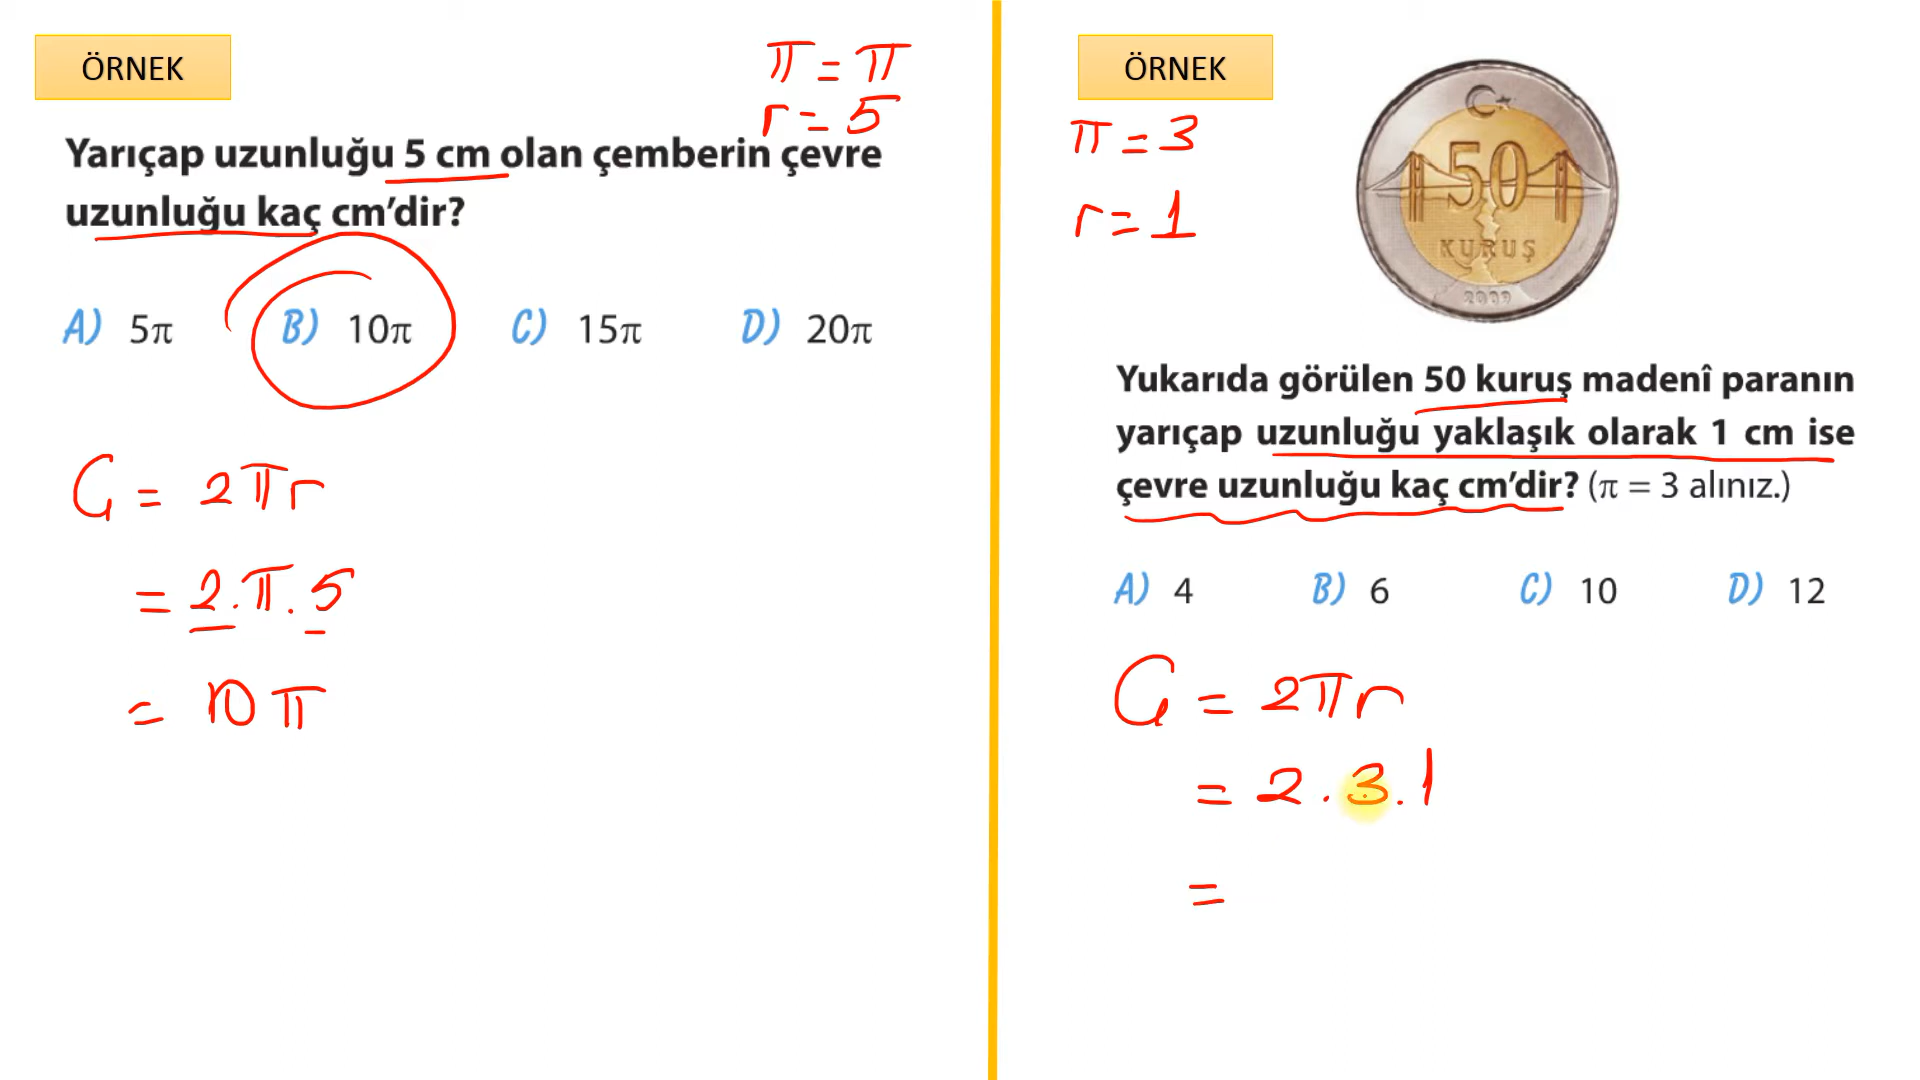 ÖRNEK
π = π
r = 5
Yarıçap uzunluğu 5 cm olan çemberin çevre
uzunluğu kaç cm'dir?
A) 5π B) 10π C) 15π D) 20π
Ç = 2πr
= 2.π.5
= 10π
ÖRNEK
π = 3
r = 1
50
KURUŞ
2009
Yukarıda görülen 50 kuruş madenî paranın
yarıçap uzunluğu yaklaşık olarak 1 cm ise
çevre uzunluğu kaç cm'dir? (π = 3 alınız.)
A) 4 B) 6 C) 10 D) 12
Ç = 2πr
= 2.3.1
=